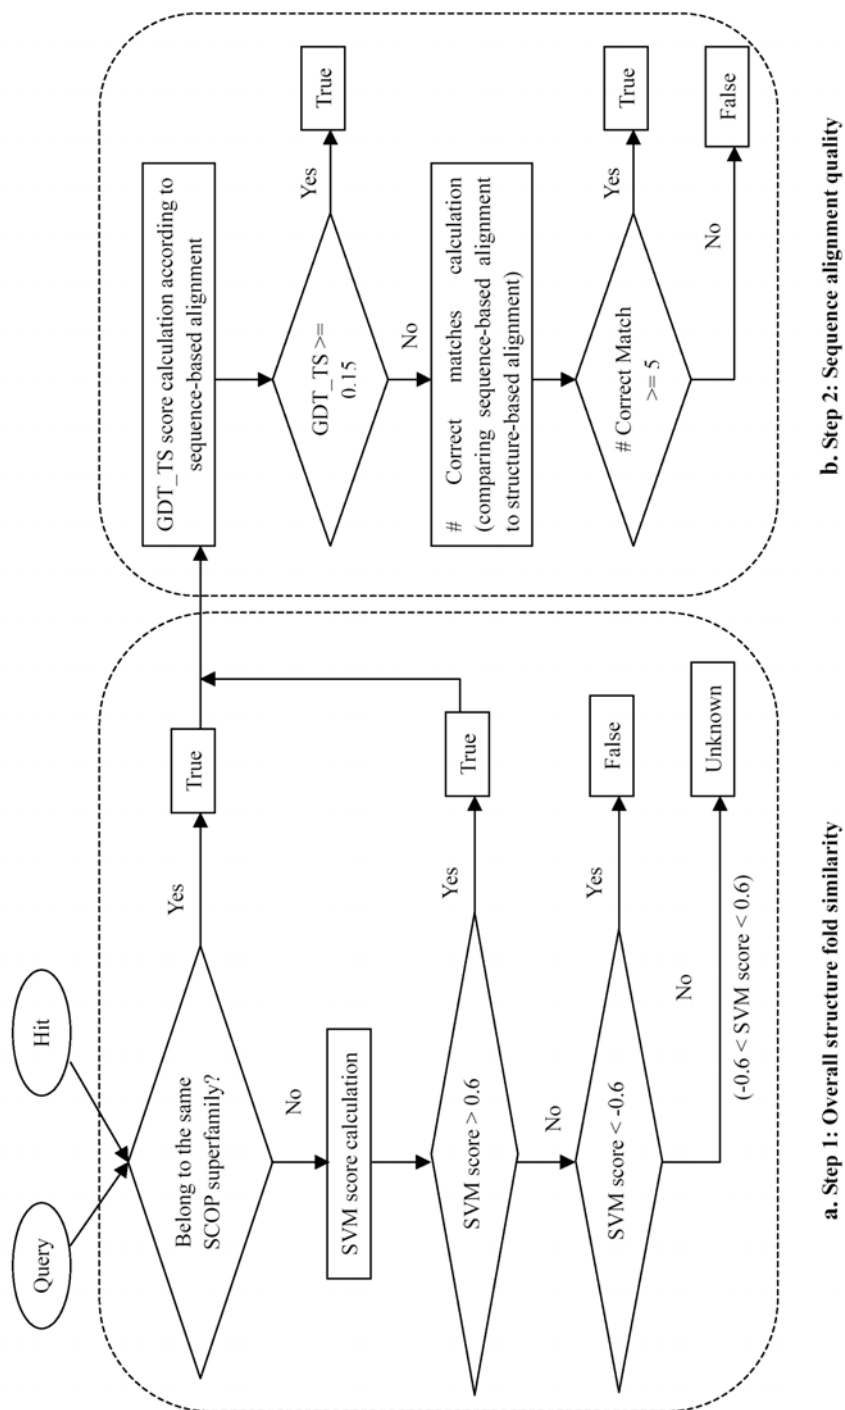 Query
Hit
Belong to the same
SCOP superfamily?
Yes
True
No
SVM score calculation
SVM score > 0.6
Yes
True
No
SVM score < -0.6
Yes
False
No
(-0.6 < SVM score < 0.6)
Unknown
a. Step 1: Overall structure fold similarity
GDT_TS score calculation according to
sequence-based alignment
GDT_TS >=
0.15
Yes
True
No
# Correct matches calculation
(comparing sequence-based alignment
to structure-based alignment)
# Correct Match
>= 5
Yes
True
No
False
b. Step 2: Sequence alignment quality